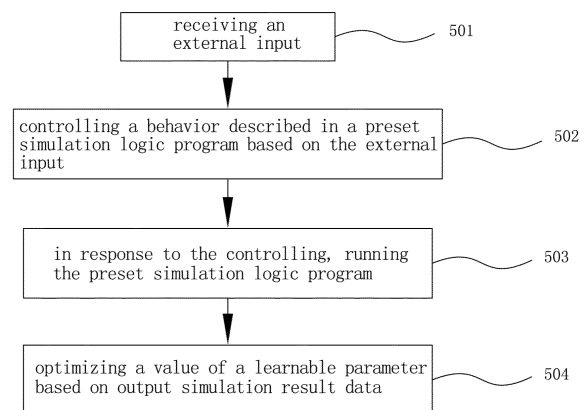 receiving an
external input
501
controlling a behavior described in a preset
simulation logic program based on the external
input
502
in response to the controlling, running
the preset simulation logic program
503
optimizing a value of a learnable parameter
based on output simulation result data
504